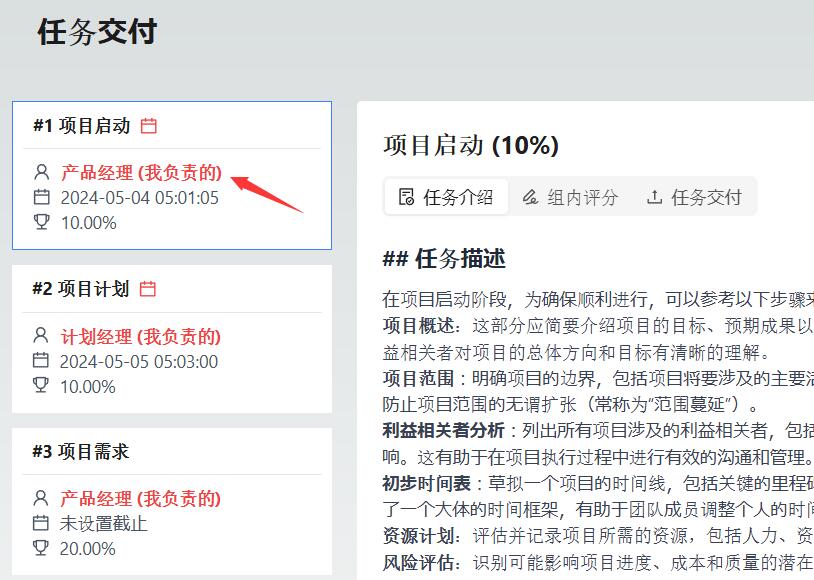 任务交付
#1 项目启动
产品经理 (我负责的)
2024-05-04 05:01:05
10.00%
#2 项目计划
计划经理 (我负责的)
2024-05-05 05:03:00
10.00%
#3 项目需求
产品经理 (我负责的)
未设置截止
20.00%
项目启动 (10%)
任务介绍 组内评分 任务交付
## 任务描述
在项目启动阶段，为确保顺利进行，可以参考以下步骤来
项目概述：这部分应简要介绍项目的目标、预期成果以
益相关者对项目的总体方向和目标有清晰的理解。
项目范围：明确项目的边界，包括项目将要涉及的主要活
防止项目范围的无谓扩张（常称为“范围蔓延”）。
利益相关者分析：列出所有项目涉及的利益相关者，包括
响。这有助于在项目执行过程中进行有效的沟通和管理。
初步时间表：草拟一个项目的时间线，包括关键的里程碑
了一个大体的时间框架，有助于团队成员调整个人的时间
资源计划：评估并记录项目所需的资源，包括人力、资
风险评估：识别可能影响项目进度、成本和质量的潜在